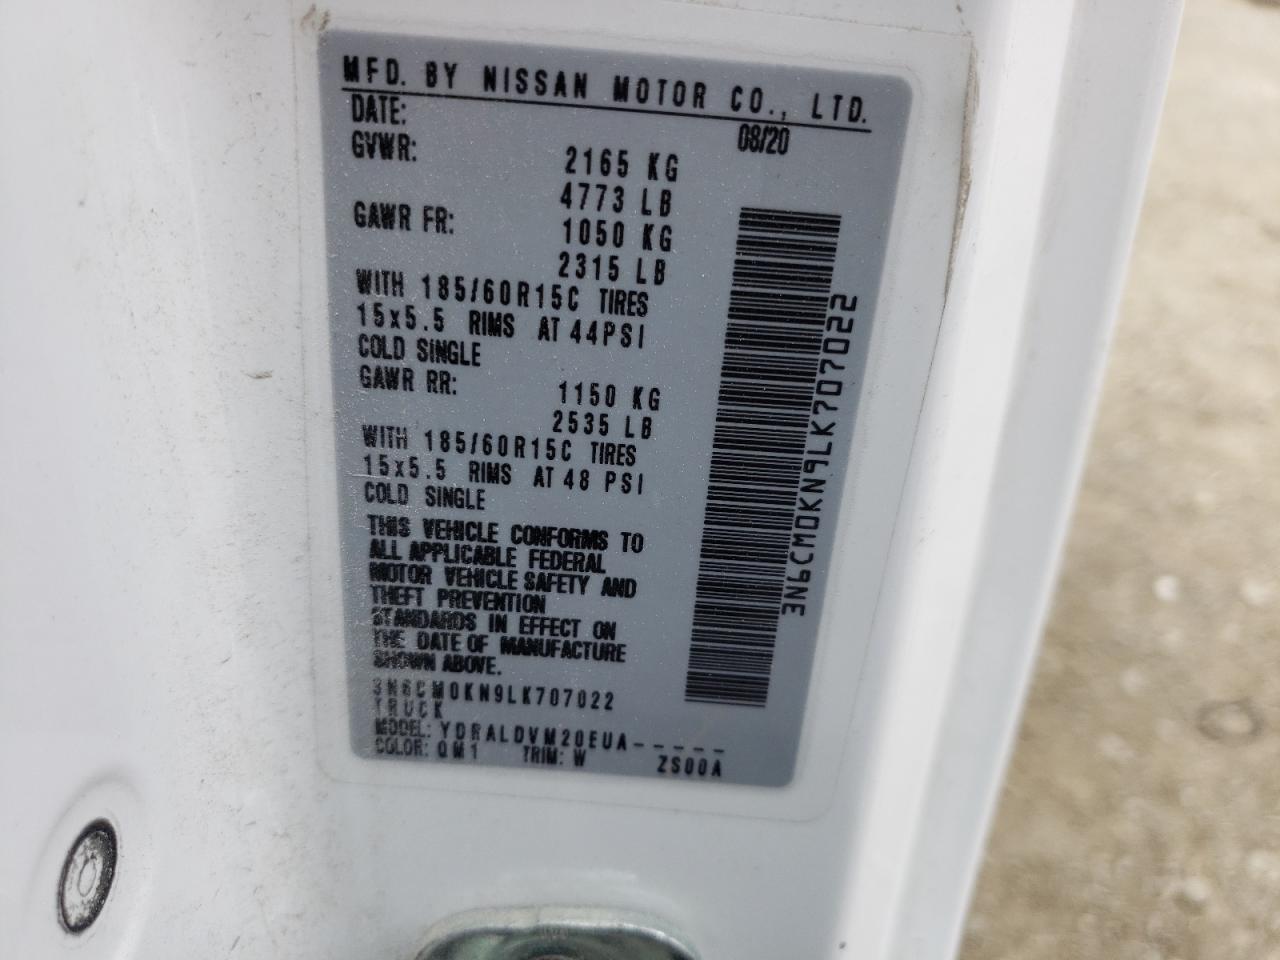 MFD. BY NISSAN MOTOR CO., LTD.
DATE: 08/20
GVWR: 2165 KG
4773 LB
GAWR FR: 1050 KG
2315 LB
WITH 185/60R15C TIRES
15x5.5 RIMS AT 44PSI
COLD SINGLE
GAWR RR: 1150 KG
2535 LB
WITH 185/60R15C TIRES
15x5.5 RIMS AT 48 PSI
COLD SINGLE
THIS VEHICLE CONFORMS TO
ALL APPLICABLE FEDERAL
MOTOR VEHICLE SAFETY AND
THEFT PREVENTION
STANDARDS IN EFFECT ON
THE DATE OF MANUFACTURE
SHOWN ABOVE.
3N6CM0KN9LK707022
TRUCK
MODEL: YDRALDVM20EUA-----
COLOR: QM1 TRIM: W ZS00A
3N6CM0KN9LK707022